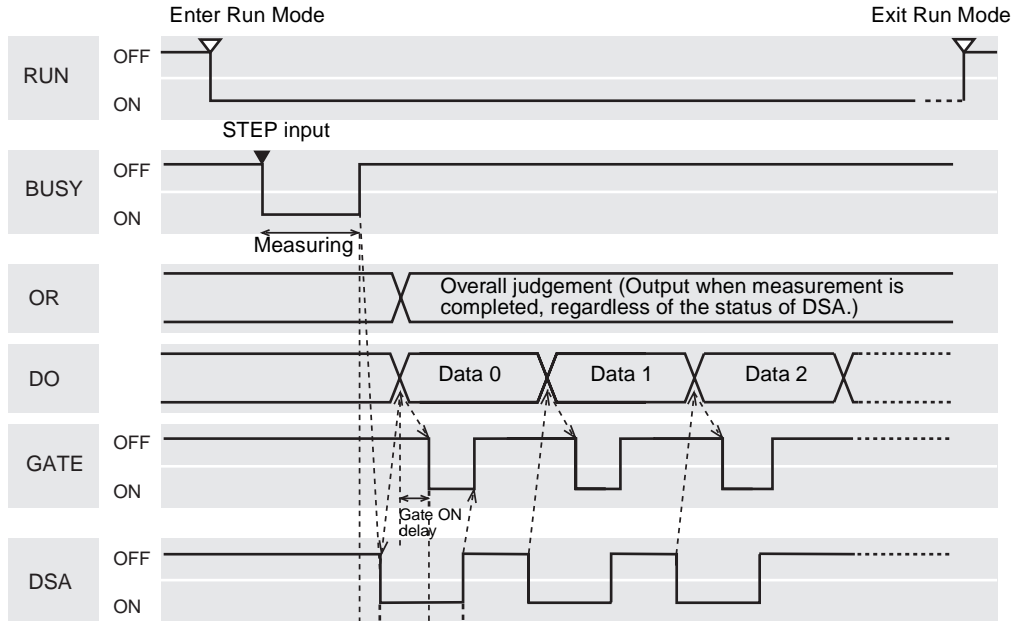 Enter Run Mode
Exit Run Mode
RUN
OFF
ON
STEP input
BUSY
OFF
ON
Measuring
OR
Overall judgement (Output when measurement is
completed, regardless of the status of DSA.)
DO
Data 0
Data 1
Data 2
GATE
OFF
ON
Gate ON
delay
DSA
OFF
ON